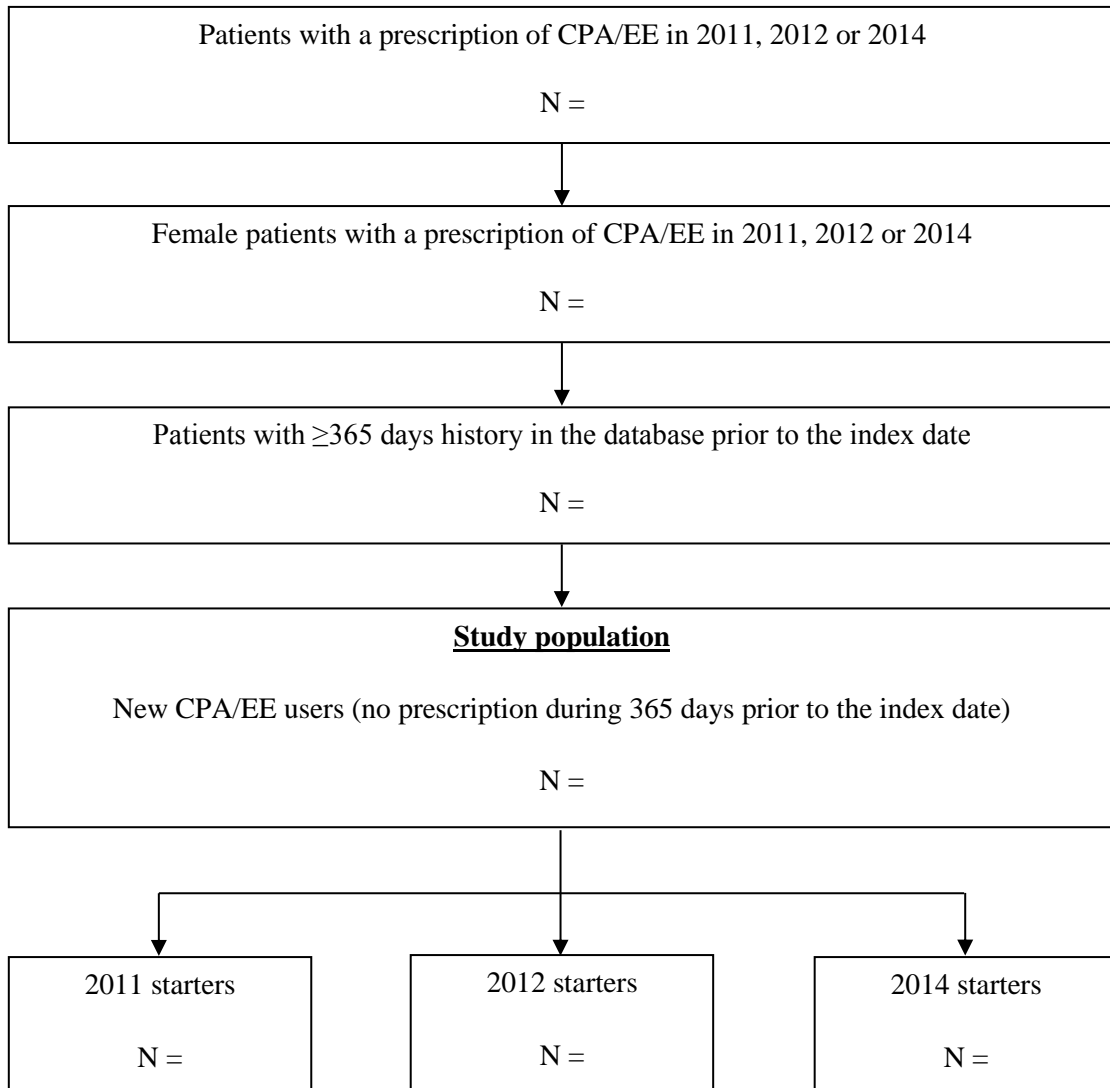 Patients with a prescription of CPA/EE in 2011, 2012 or 2014
N =
Female patients with a prescription of CPA/EE in 2011, 2012 or 2014
N =
Patients with ≥365 days history in the database prior to the index date
N =
Study population
New CPA/EE users (no prescription during 365 days prior to the index date)
N =
2011 starters
N =
2012 starters
N =
2014 starters
N =